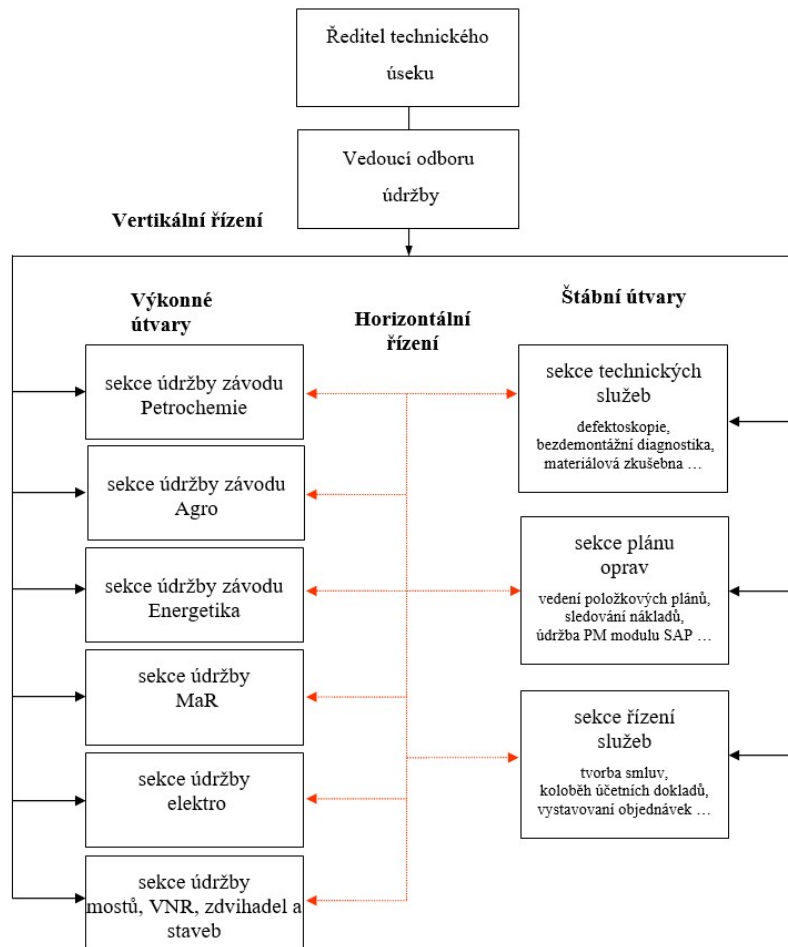 Ředitel technického
úseku
Vedoucí odboru
údržby
Vertikální řízení
Výkonné
útvary
Horizontální
řízení
Štábní útvary
sekce údržby závodu
Petrochemie
sekce údržby závodu
Agro
sekce údržby závodu
Energetika
sekce údržby
MaR
sekce údržby
elektro
sekce údržby
mostů, VNR, zdvihadel a
staveb
sekce technických
služeb
defektoskopie,
bezdemontážní diagnostika,
materiálová zkušebna …
sekce plánu
oprav
vedení položkových plánů,
sledování nákladů,
údržba PM modulu SAP …
sekce řízení
služeb
tvorba smluv,
koloběh účetních dokladů,
vystavovaní objednávek …